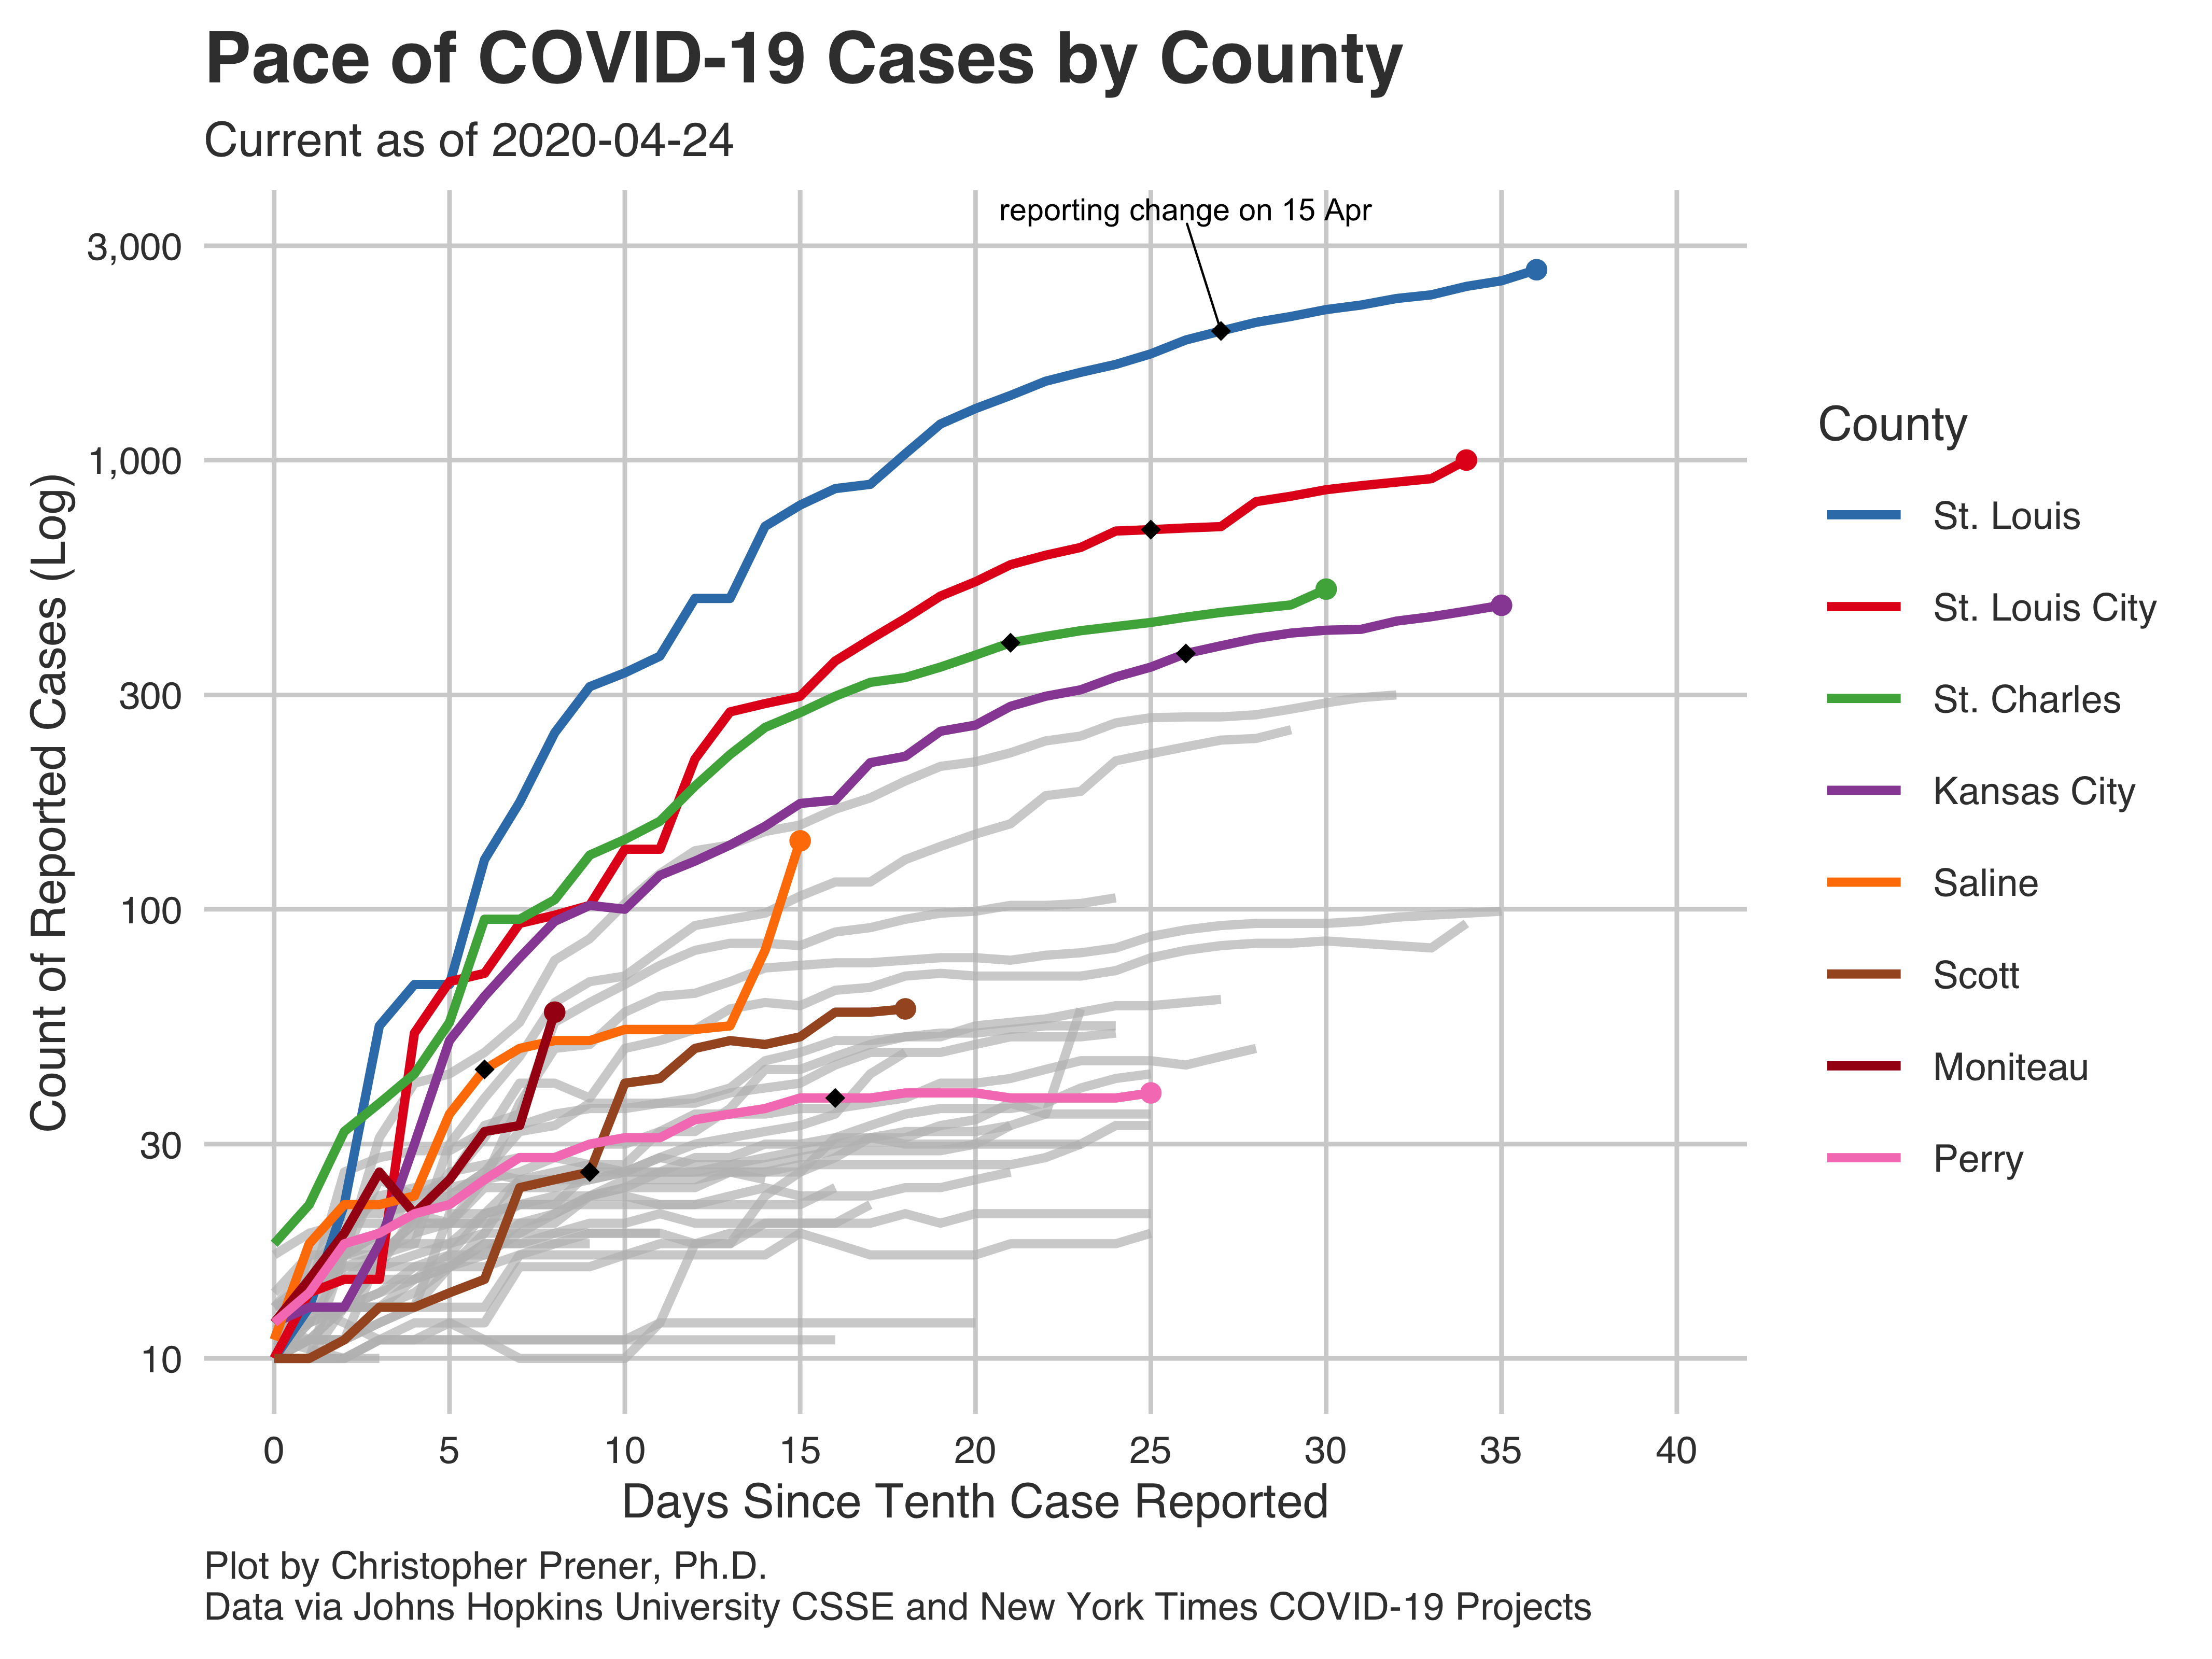 Pace of COVID-19 Cases by County
Current as of 2020-04-24
reporting change on 15 Apr
Count of Reported Cases (Log)
3,000
1,000
300
100
30
10
0 5 10 15 20 25 30 35 40
Days Since Tenth Case Reported
County
St. Louis
St. Louis City
St. Charles
Kansas City
Saline
Scott
Moniteau
Perry
Plot by Christopher Prener, Ph.D.
Data via Johns Hopkins University CSSE and New York Times COVID-19 Projects